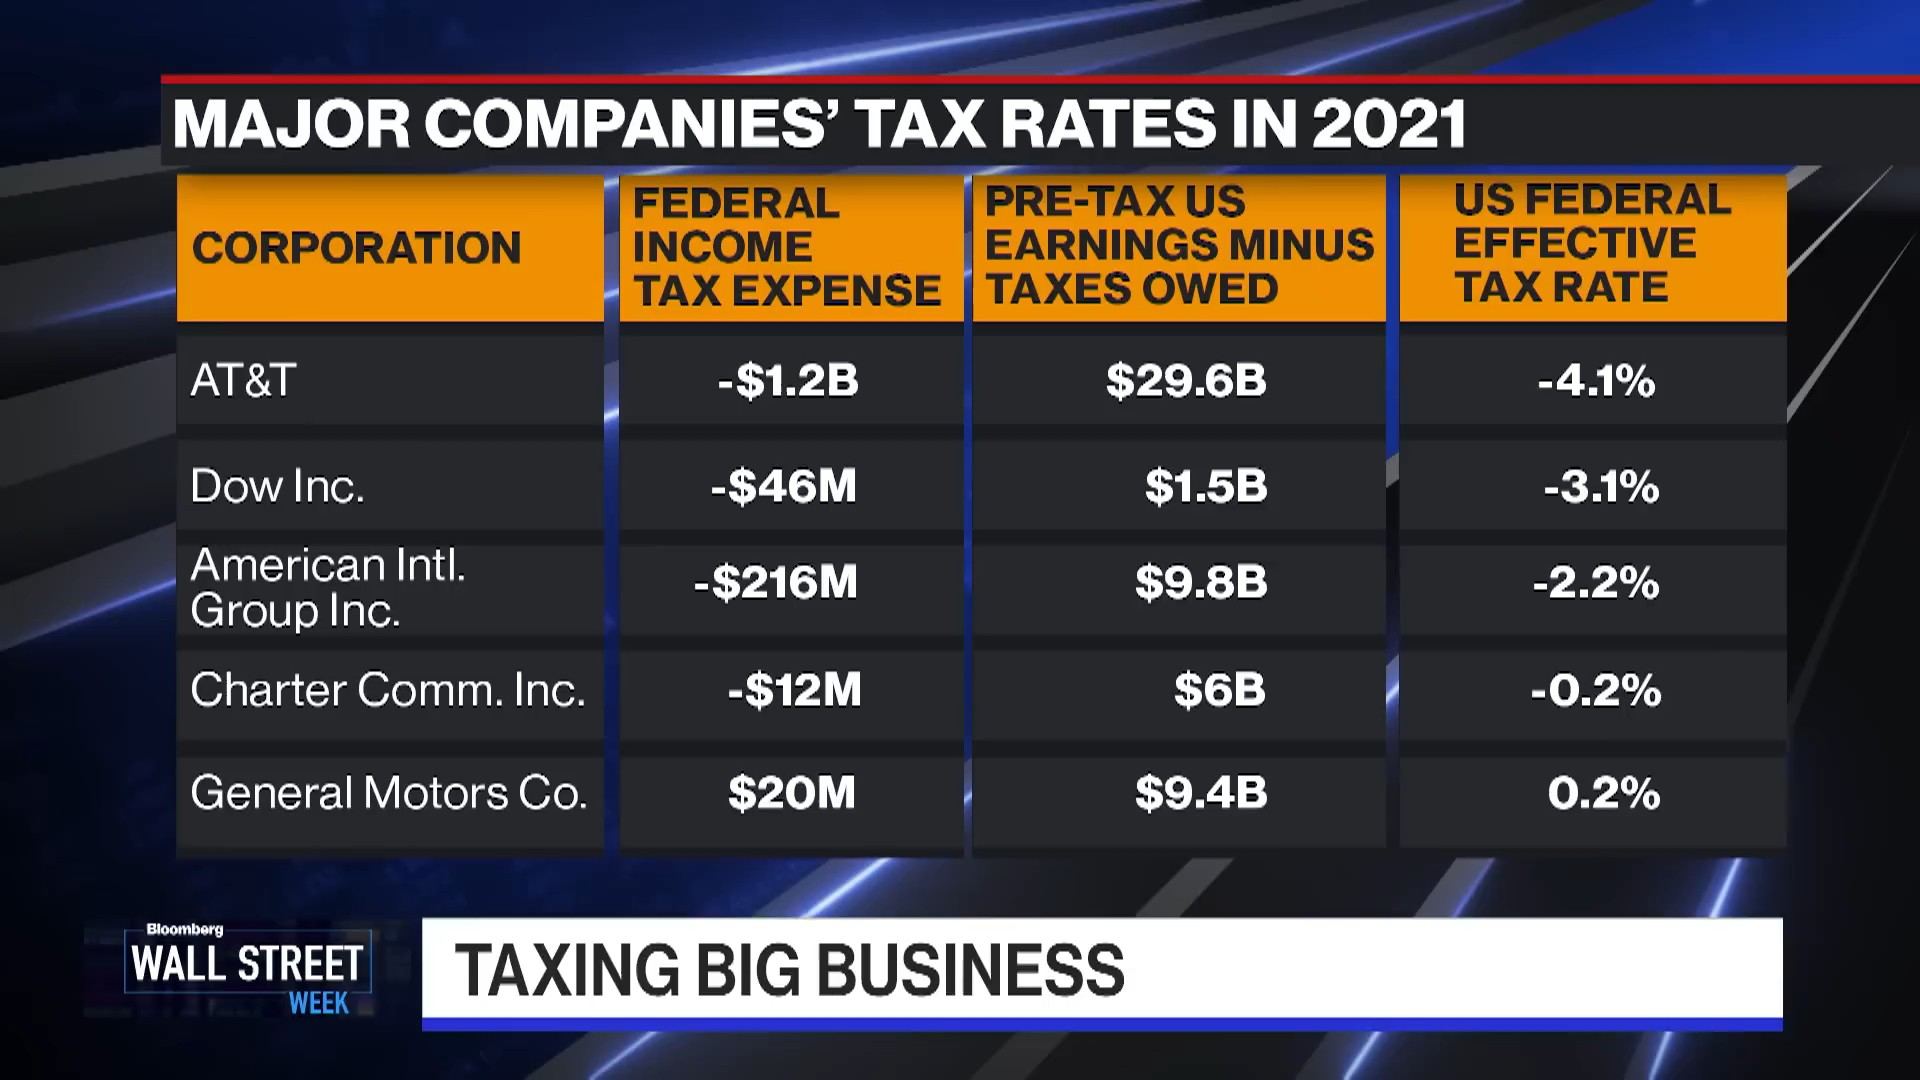 MAJOR COMPANIES’ TAX RATES IN 2021
CORPORATION
FEDERAL
INCOME
TAX EXPENSE
PRE-TAX US
EARNINGS MINUS
TAXES OWED
US FEDERAL
EFFECTIVE
TAX RATE
AT&T -$1.2B $29.6B -4.1%
Dow Inc. -$46M $1.5B -3.1%
American Intl.
Group Inc. -$216M $9.8B -2.2%
Charter Comm. Inc. -$12M $6B -0.2%
General Motors Co. $20M $9.4B 0.2%
Bloomberg
WALL STREET
WEEK
TAXING BIG BUSINESS